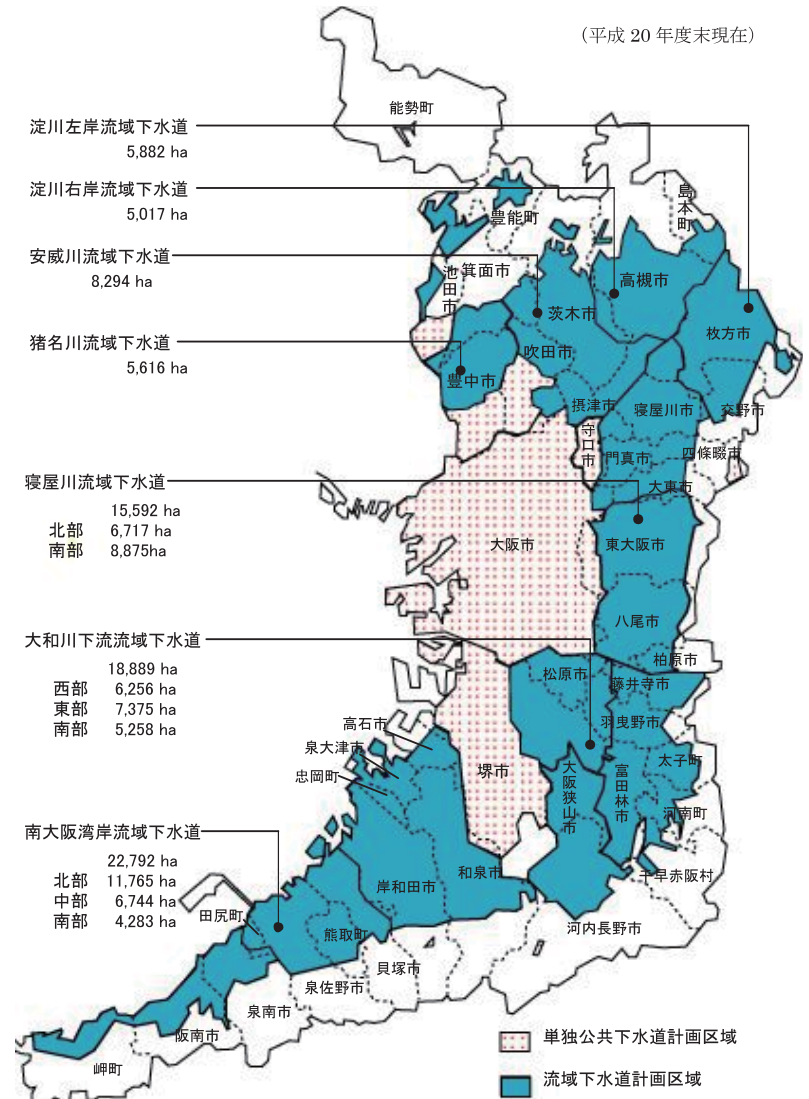 （平成 20 年度末現在）
能勢町
淀川左岸流域下水道
5,882 ha
淀川右岸流域下水道
5,017 ha
島本町
豊能町
安威川流域下水道
8,294 ha
池田市
箕面市
高槻市
茨木市
枚方市
猪名川流域下水道
5,616 ha
吹田市
豊中市
摂津市
寝屋川市
交野市
守口市
門真市
四條畷市
寝屋川流域下水道
15,592 ha
北部 6,717 ha
南部 8,875ha
大東市
大阪市
東大阪市
八尾市
大和川下流流域下水道
18,889 ha
西部 6,256 ha
東部 7,375 ha
南部 5,258 ha
柏原市
松原市
藤井寺市
羽曳野市
高石市
泉大津市
忠岡町
堺市
大阪狭山市
富田林市
太子町
河南町
南大阪湾岸流域下水道
22,792 ha
北部 11,765 ha
中部 6,744 ha
南部 4,283 ha
和泉市
岸和田市
千早赤阪村
田尻町
熊取町
河内長野市
貝塚市
泉佐野市
泉南市
阪南市
岬町
単独公共下水道計画区域
流域下水道計画区域